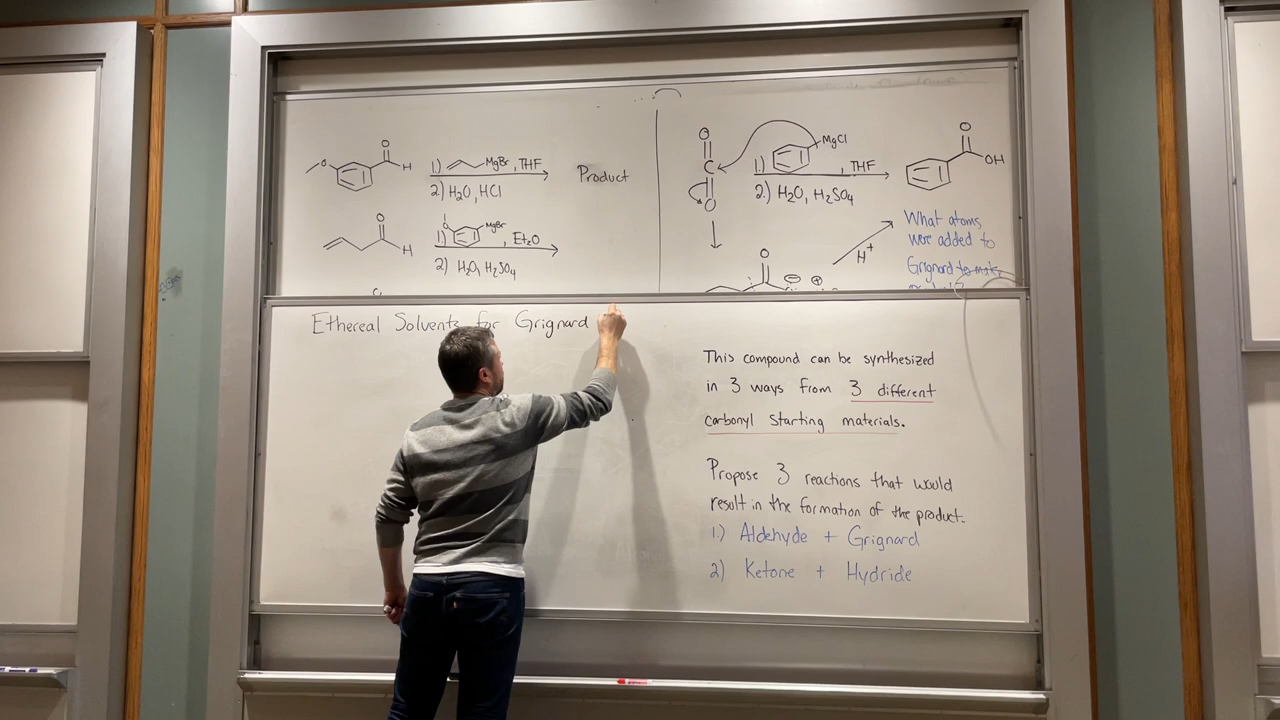 O
H
O
1) MgBr, THF
2) H2O, HCl
Product
O
H
O
1) MgBr, Et2O
2) H2O, H2SO4
O
C
O
1) MgCl, THF
2.) H2O, H2SO4
O
OH
O
H+
What atoms
were added to
Grignard to make
Ethereal Solvents for Grignard
This compound can be synthesized
in 3 ways from 3 different
carbonyl starting materials.
Propose 3 reactions that would
result in the formation of the product.
1.) Aldehyde + Grignard
2) Ketone + Hydride